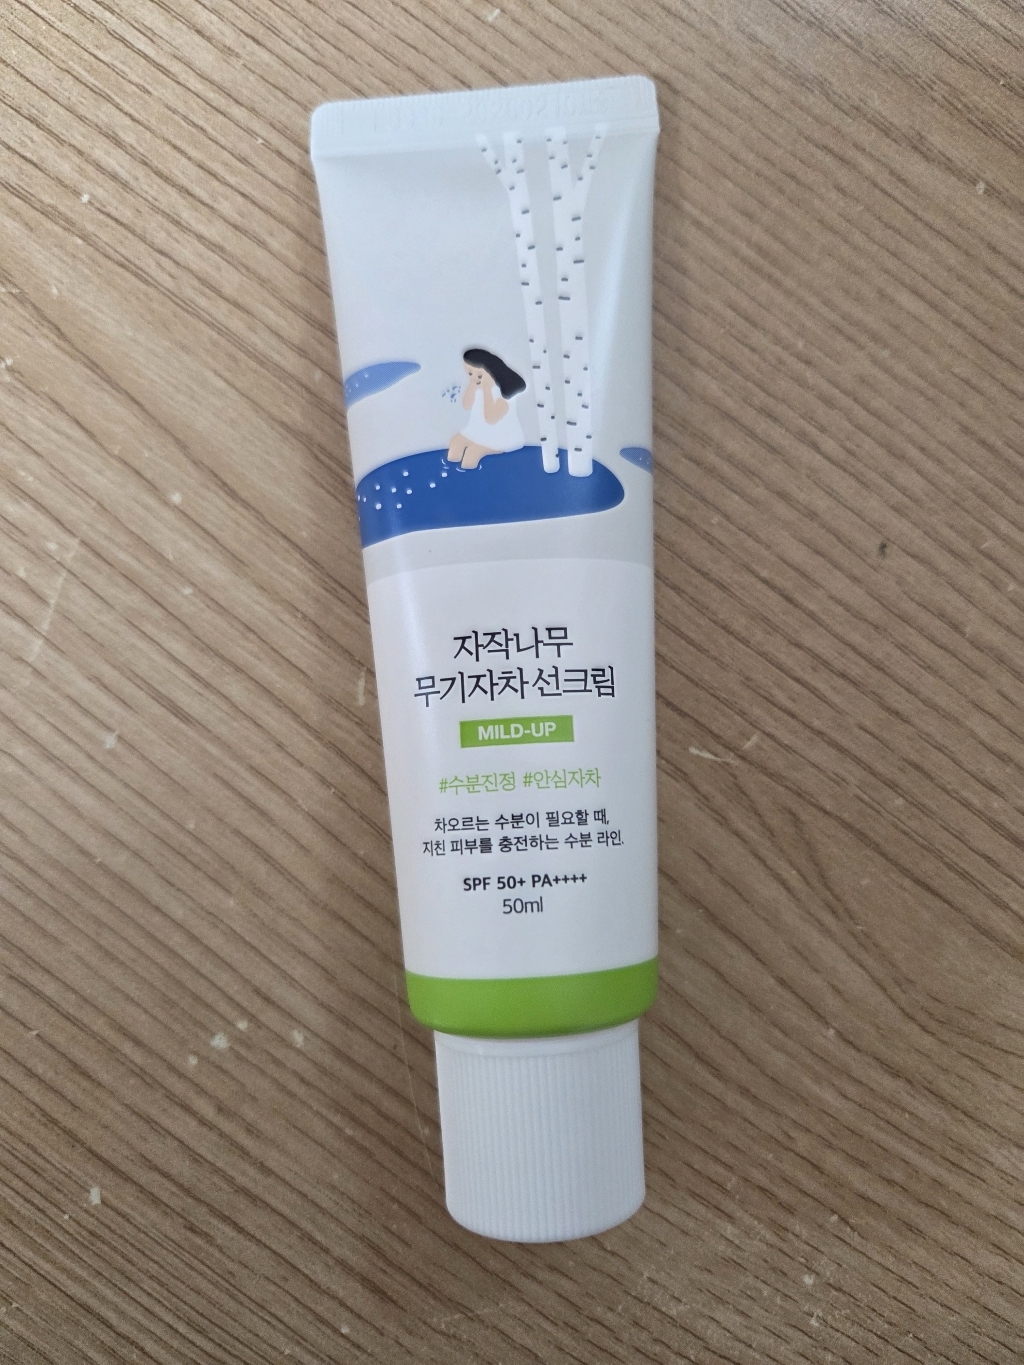 자작나무
무기자차 선크림
MILD-UP
#수분진정 #안심자차
차오르는 수분이 필요할 때,
지친 피부를 충전하는 수분 라인.
SPF 50+ PA++++
50ml